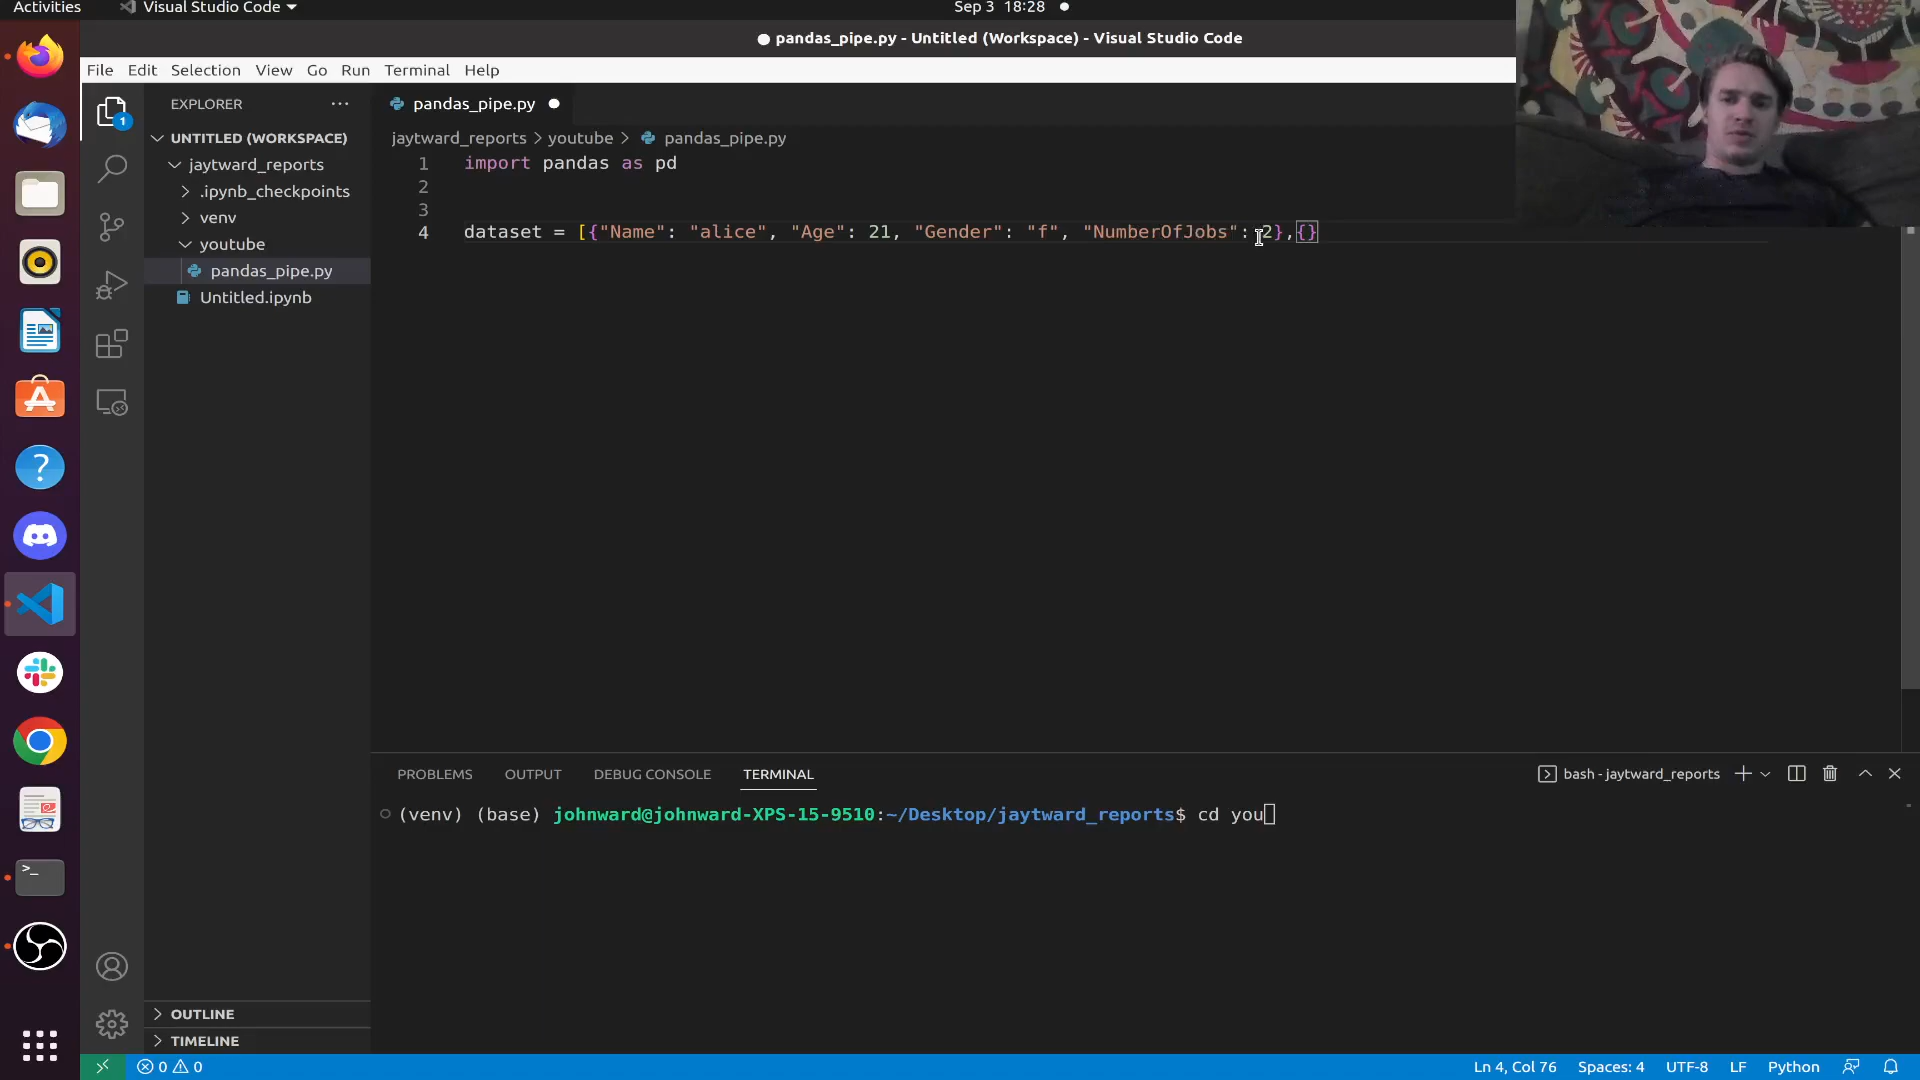 Activities
Visual Studio Code
Sep 3 18:28
pandas_pipe.py - Untitled (Workspace) - Visual Studio Code
File Edit Selection View Go Run Terminal Help
EXPLORER
1
UNTITLED (WORKSPACE)
jaytward_reports
.ipynb_checkpoints
venv
youtube
pandas_pipe.py
Untitled.ipynb
OUTLINE
TIMELINE
pandas_pipe.py
jaytward_reports > youtube > pandas_pipe.py
1 import pandas as pd
2
3
4 dataset = [{"Name": "alice", "Age": 21, "Gender": "f", "NumberOfJobs": 2},{}
PROBLEMS OUTPUT DEBUG CONSOLE TERMINAL
bash - jaytward_reports
(venv) (base) johnward@johnward-XPS-15-9510:~/Desktop/jaytward_reports$ cd you
0 0
Ln 4, Col 76 Spaces: 4 UTF-8 LF Python